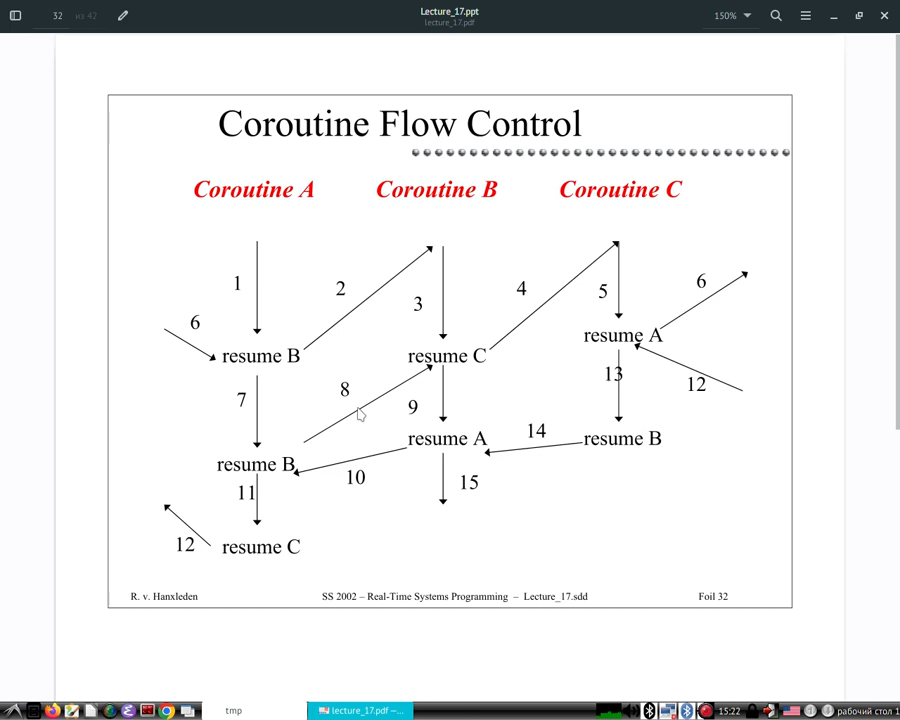 32 из 42
Lecture_17.ppt
lecture_17.pdf
150%
Coroutine Flow Control
Coroutine A
Coroutine B
Coroutine C
1
2
3
4
5
6
6
resume B
resume C
resume A
7
8
9
13
12
resume B
resume A
14
resume B
10
11
15
12
resume C
R. v. Hanxleden
SS 2002 – Real-Time Systems Programming – Lecture_17.sdd
Foil 32
tmp
lecture_17.pdf —...
15:22
1
рабочий стол 1